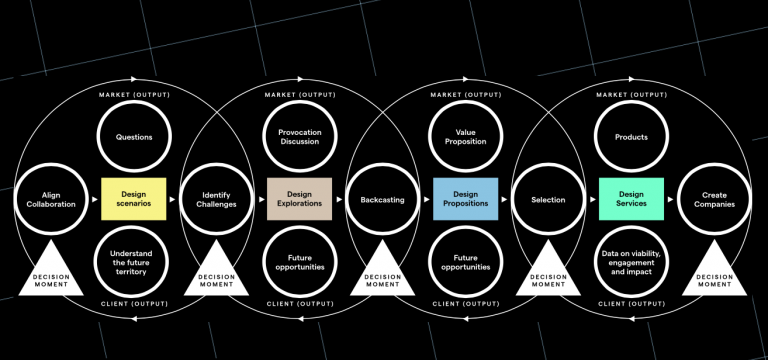 MARKET (OUTPUT)
MARKET (OUTPUT)
MARKET (OUTPUT)
MARKET (OUTPUT)
Questions
Provocation
Discussion
Value
Proposition
Products
Align
Collaboration
Design
scenarios
Identify
Challenges
Design
Explorations
Backcasting
Design
Propositions
Selection
Design
Services
Create
Companies
Understand
the future
territory
Future
opportunities
Future
opportunities
Data on viability,
engagement
and impact
DECISION
MOMENT
DECISION
MOMENT
DECISION
MOMENT
DECISION
MOMENT
DECISION
MOMENT
CLIENT (OUTPUT)
CLIENT (OUTPUT)
CLIENT (OUTPUT)
CLIENT (OUTPUT)